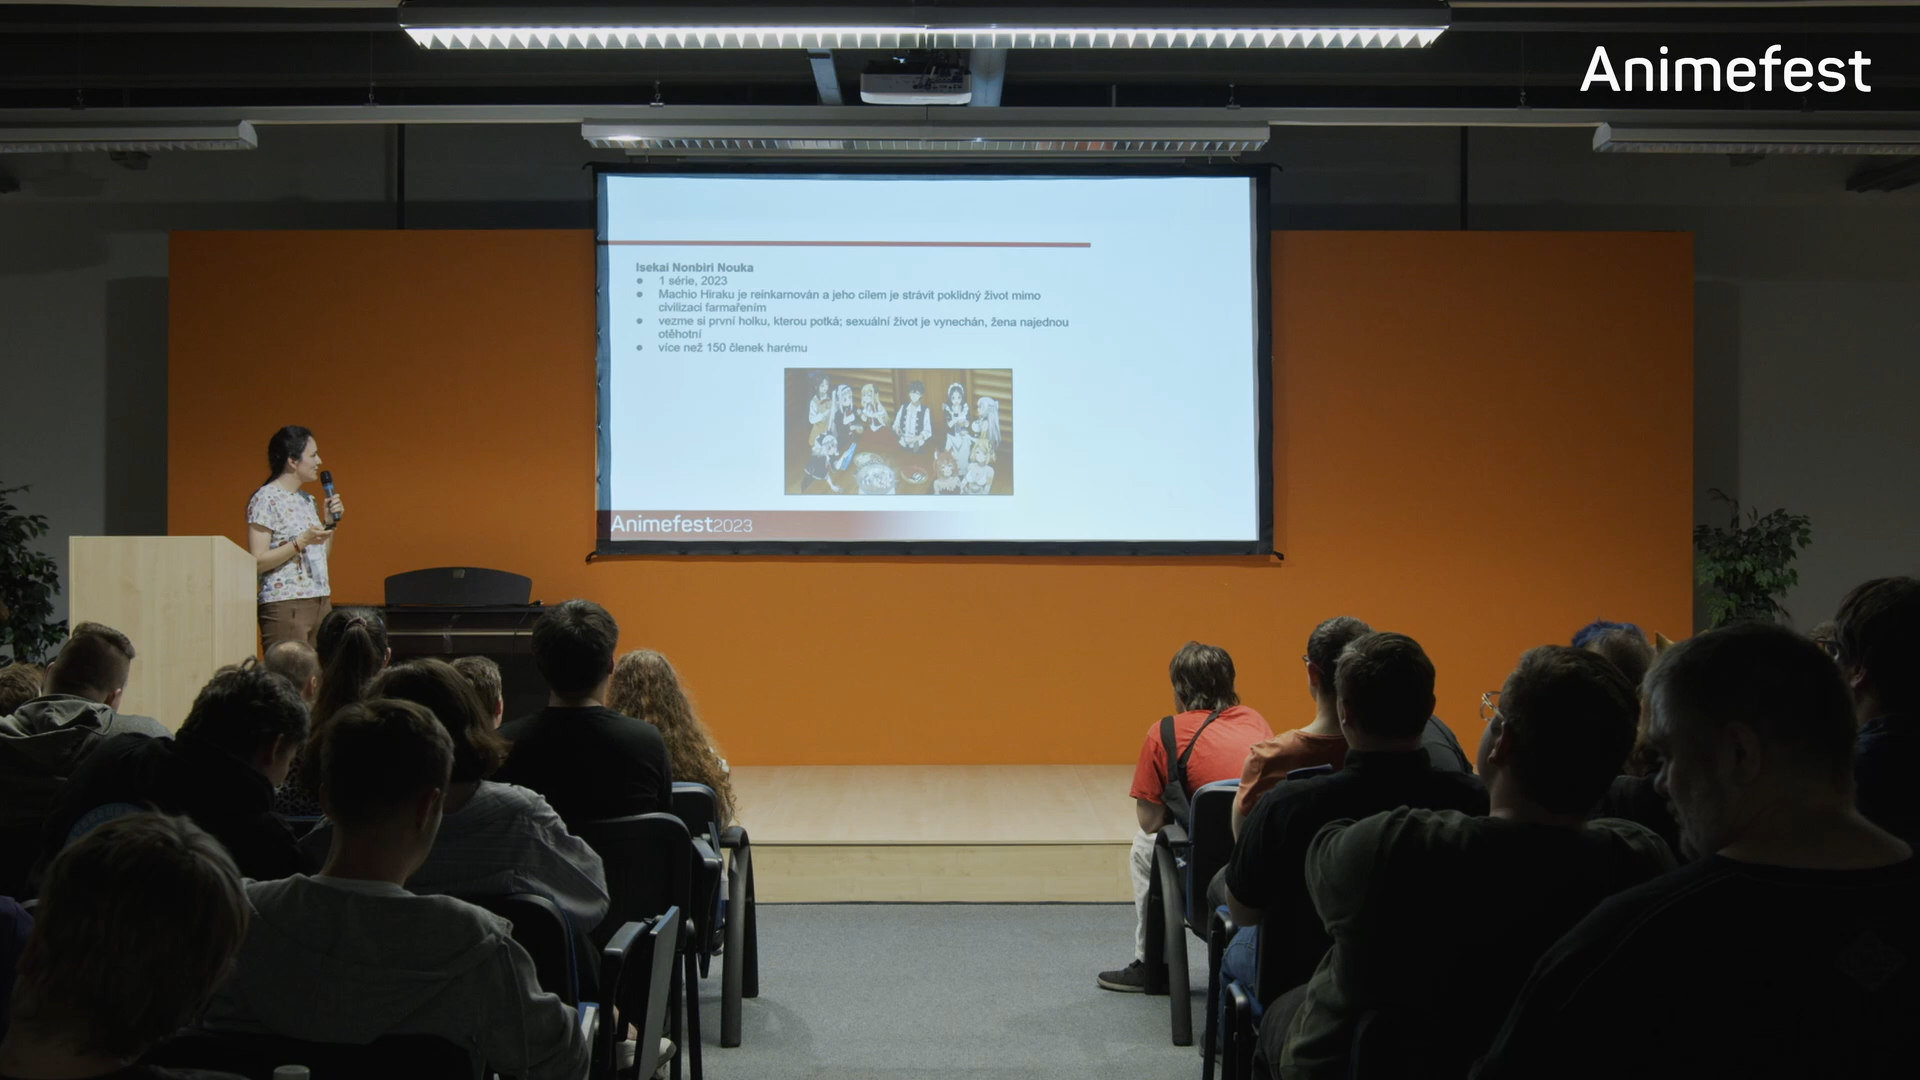 Animefest
Isekai Nonbiri Nouka
● 1 série, 2023
● Machio Hiraku je reinkarnován a jeho cílem je strávit poklidný život mimo
civilizaci farmařením
● vezme si první holku, kterou potká; sexuální život je vynechán, žena najednou
otěhotní
● více než 150 členek harému
Animefest2023